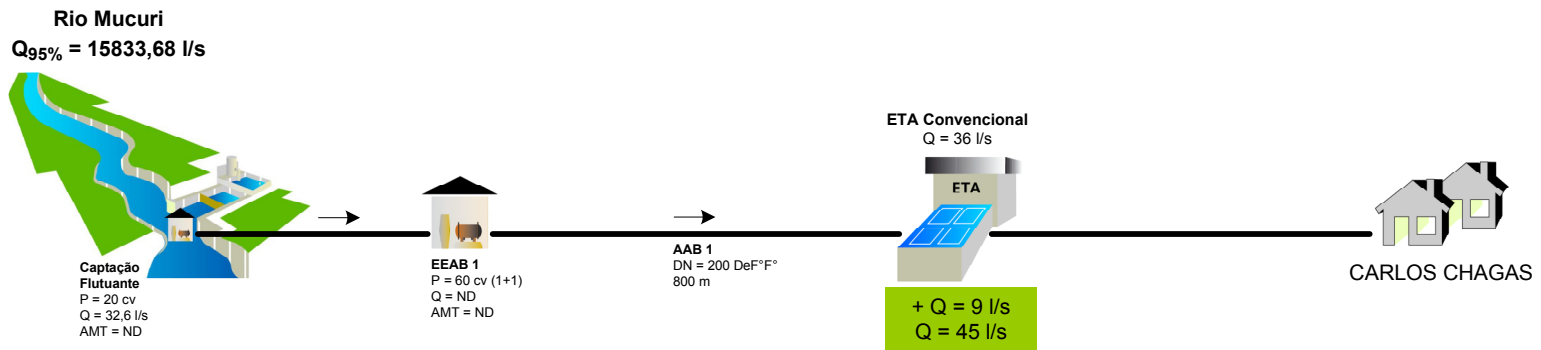 Rio Mucuri
Q95% = 15833,68 l/s
Captação
Flutuante
P = 20 cv
Q = 32,6 l/s
AMT = ND
EEAB 1
P = 60 cv (1+1)
Q = ND
AMT = ND
AAB 1
DN = 200 DeF°F°
800 m
ETA Convencional
Q = 36 l/s
ETA
+ Q = 9 l/s
Q = 45 l/s
CARLOS CHAGAS